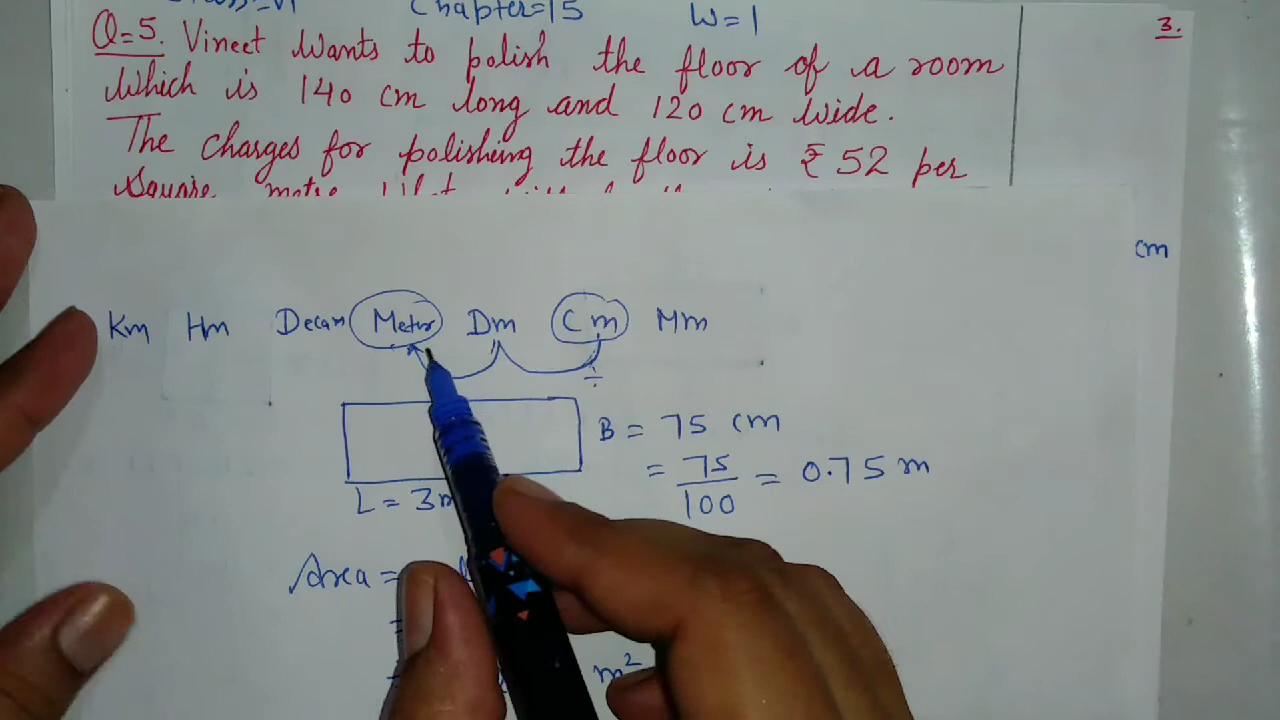 Chapter=15 W=1
3.
Q=5. Vineet wants to polish the floor of a room
Which is 140 cm long and 120 cm wide.
The charges for polishing the floor is ₹ 52 per
Square
cm
Km Hm Decam Metre Dm Cm Mm
÷
B = 75 cm
= 75/100 = 0.75 m
L = 3m
Area =
=
m²